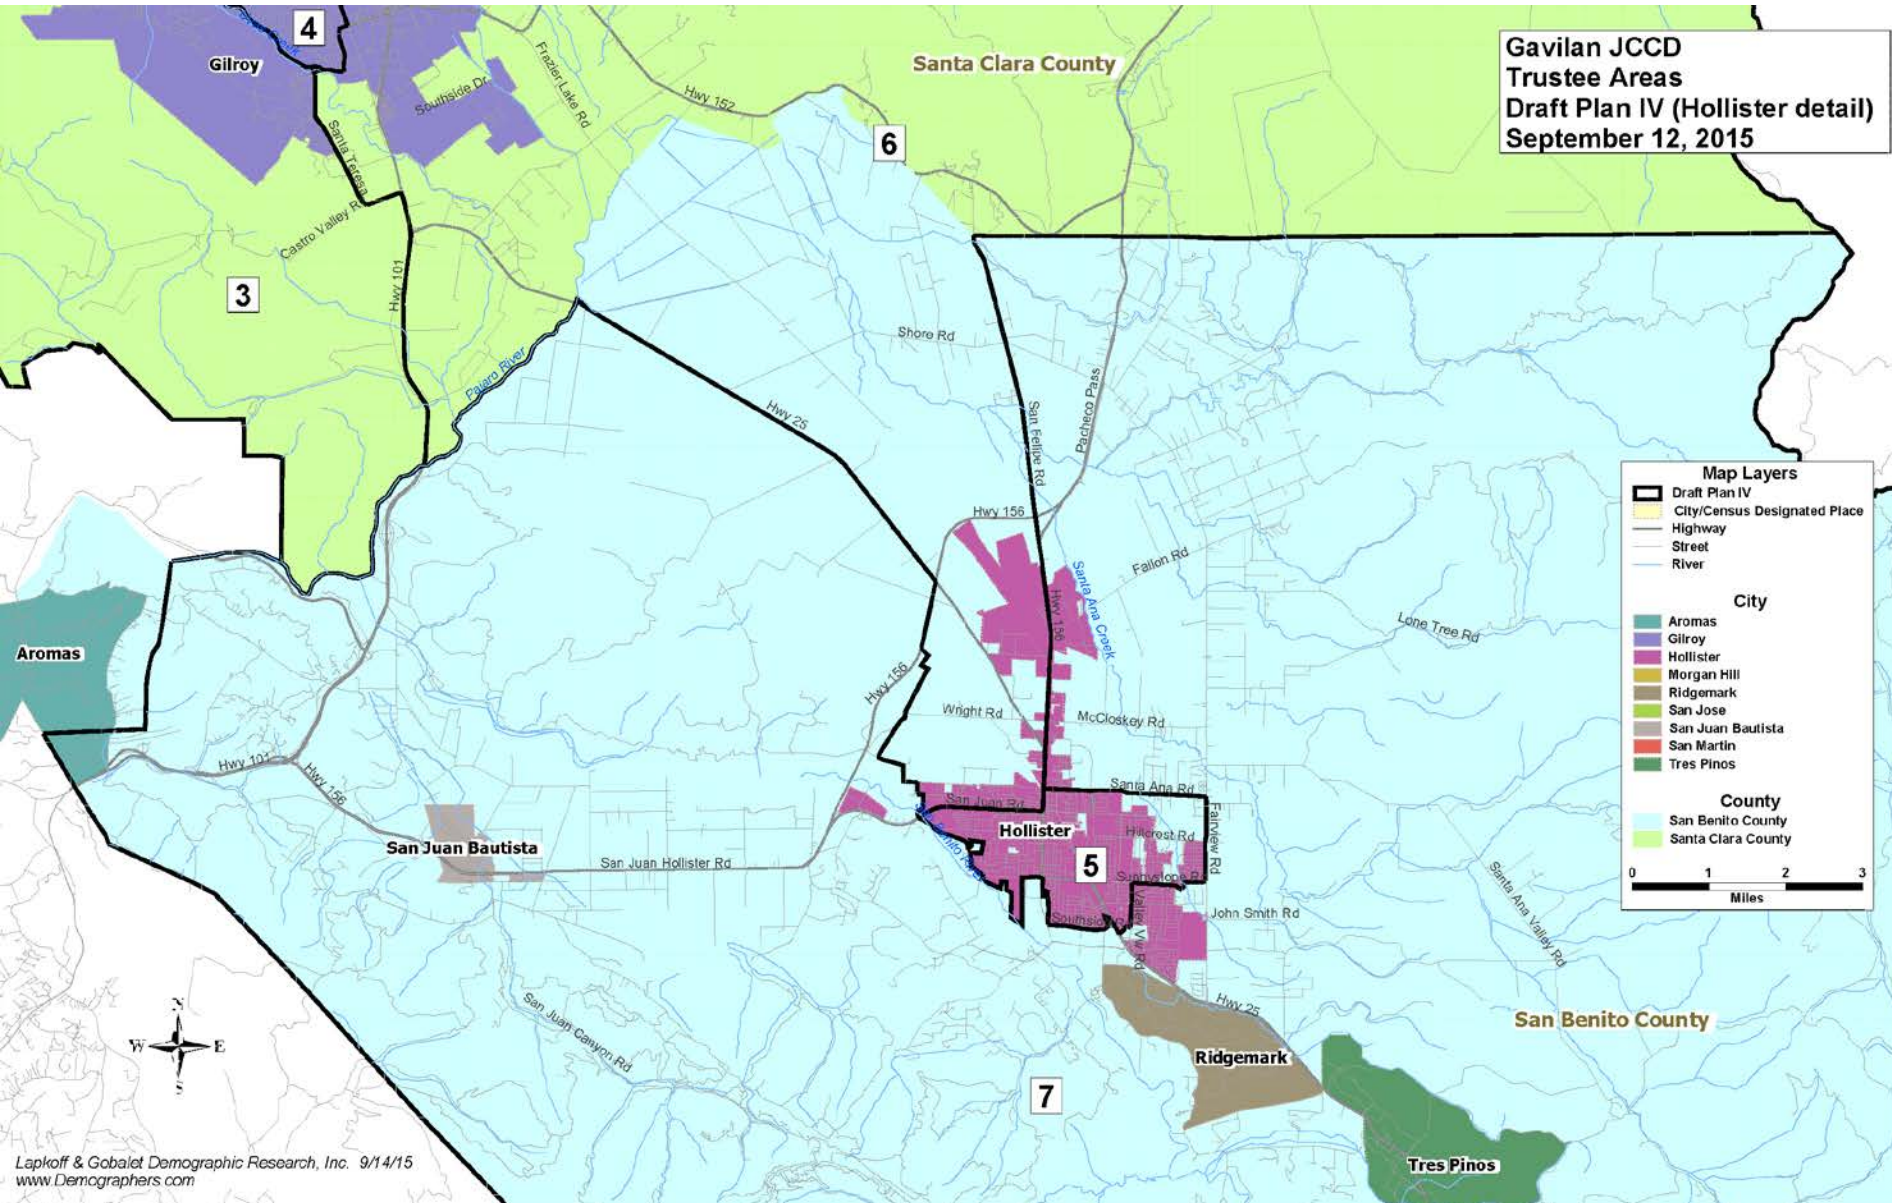 4
Gilroy
Southside Dr
Frazier Lake Rd
Hwy 152
Santa Clara County
Gavilan JCCD
Trustee Areas
Draft Plan IV (Hollister detail)
September 12, 2015
6
Santa Teresa
Castro Valley R
3
Hwy 101
Pajaro River
Shore Rd
Hwy 25
San Felipe Rd
Pacheco Pass
Hwy 156
Fallon Rd
Santa Ana Creek
Hwy 156
Lone Tree Rd
Aromas
Hwy 156
Wright Rd
McCloskey Rd
Hwy 101
Hwy 156
Santa Ana Rd
San Juan Rd
Fairview Rd
Hollister
Hillcrest Rd
San Juan Bautista
San Juan Hollister Rd
5
Sunnyslope R
Southsi
Valley Vw Rd
John Smith Rd
Santa Ana Valley Rd
Hwy 25
San Juan Canyon Rd
San Benito County
Ridgemark
7
Tres Pinos
Map Layers
Draft Plan IV
City/Census Designated Place
Highway
Street
River
City
Aromas
Gilroy
Hollister
Morgan Hill
Ridgemark
San Jose
San Juan Bautista
San Martin
Tres Pinos
County
San Benito County
Santa Clara County
0 1 2 3
Miles
N
W E
S
Lapkoff & Gobalet Demographic Research, Inc. 9/14/15
www.Demographers.com